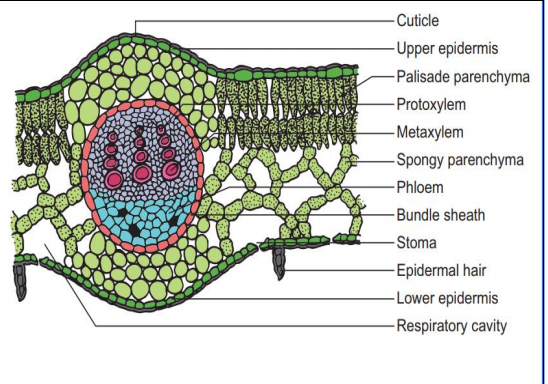 Cuticle
Upper epidermis
Palisade parenchyma
Protoxylem
Metaxylem
Spongy parenchyma
Phloem
Bundle sheath
Stoma
Epidermal hair
Lower epidermis
Respiratory cavity